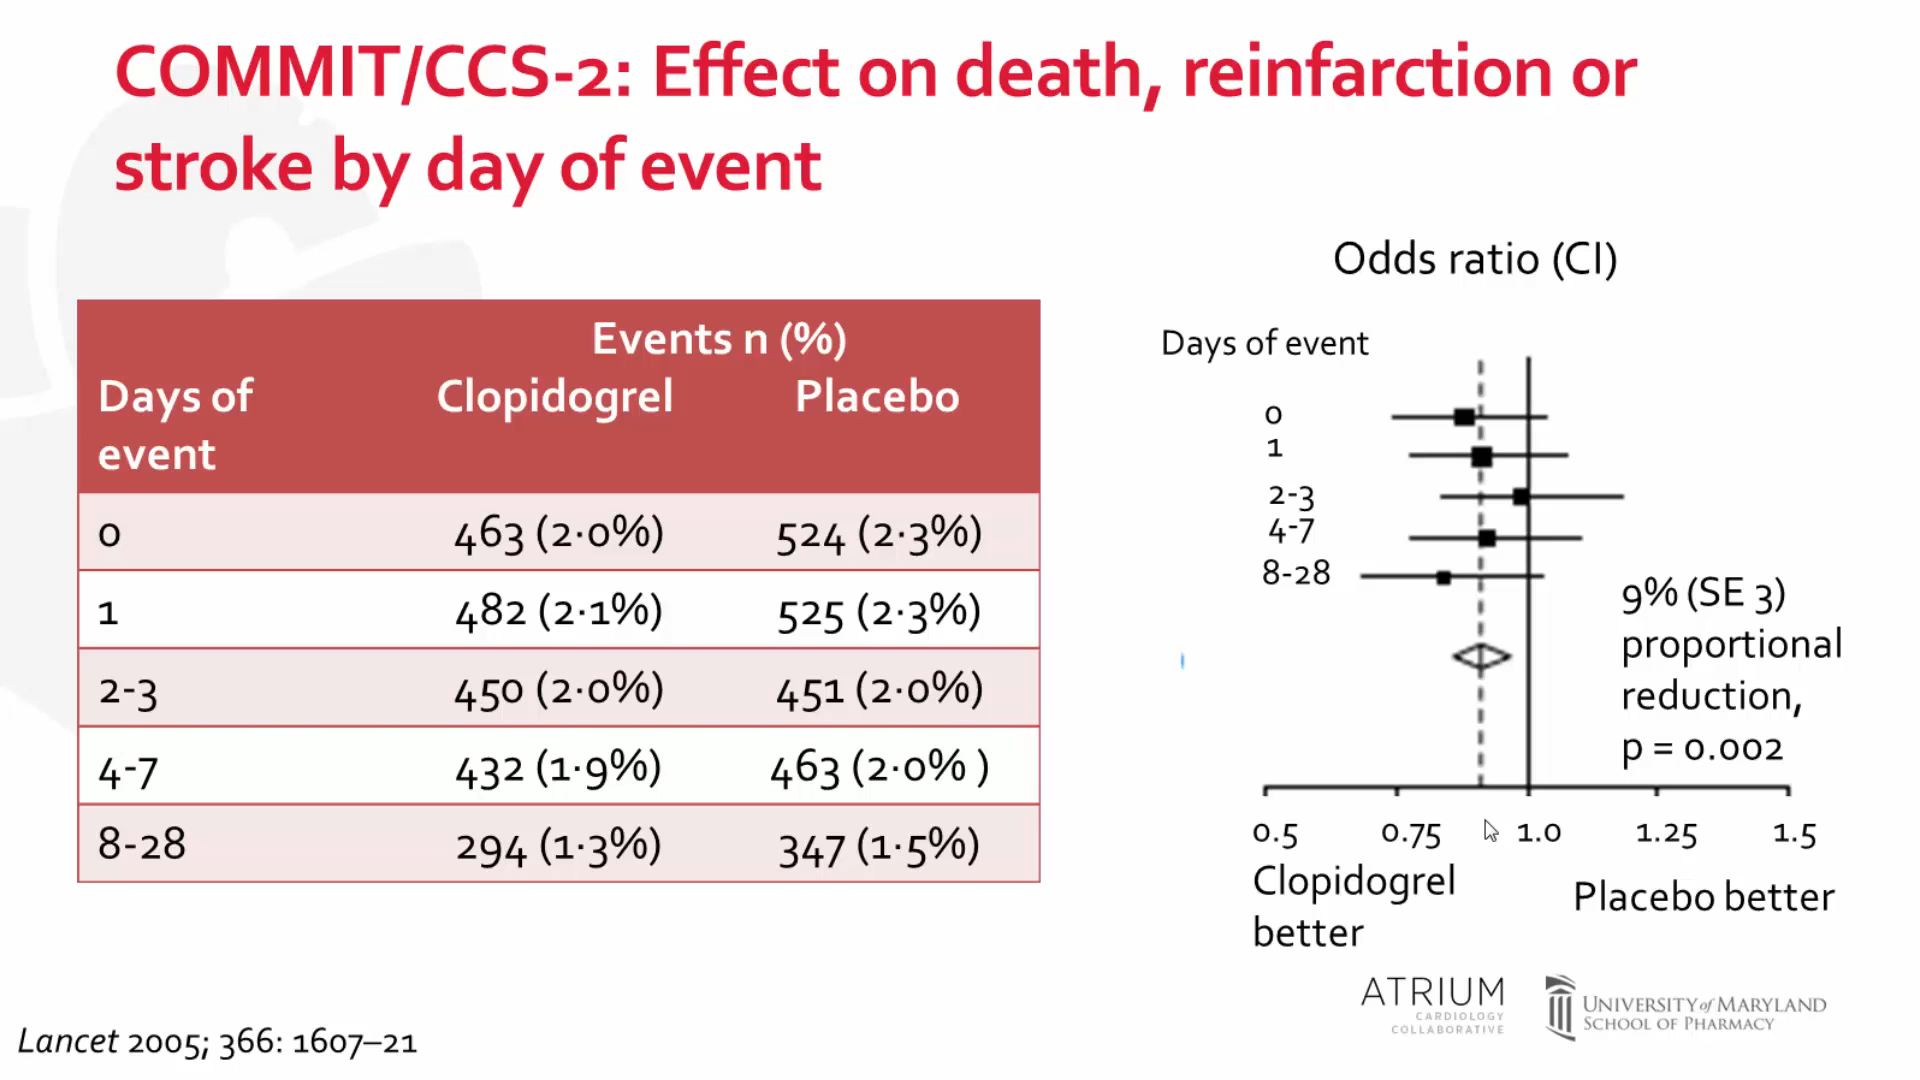 COMMIT/CCS-2: Effect on death, reinfarction or
stroke by day of event
Events n (%)
Days of event Clopidogrel Placebo
0 463 (2·0%) 524 (2·3%)
1 482 (2·1%) 525 (2·3%)
2-3 450 (2·0%) 451 (2·0%)
4-7 432 (1·9%) 463 (2·0% )
8-28 294 (1·3%) 347 (1·5%)
Odds ratio (CI)
Days of event
0
1
2-3
4-7
8-28
9% (SE 3)
proportional
reduction,
p = 0.002
0.5 0.75 1.0 1.25 1.5
Clopidogrel
better
Placebo better
Lancet 2005; 366: 1607–21
ATRIUM
CARDIOLOGY
COLLABORATIVE
UNIVERSITY of MARYLAND
SCHOOL OF PHARMACY